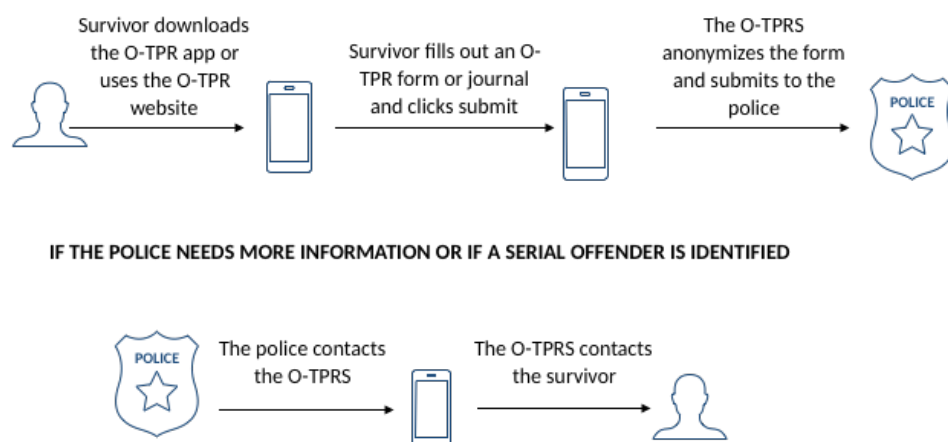 Survivor downloads
the O-TPR app or
uses the O-TPR
website
Survivor fills out an O-
TPR form or journal
and clicks submit
The O-TPRS
anonymizes the form
and submits to the
police
POLICE
IF THE POLICE NEEDS MORE INFORMATION OR IF A SERIAL OFFENDER IS IDENTIFIED
POLICE
The police contacts
the O-TPRS
The O-TPRS contacts
the survivor